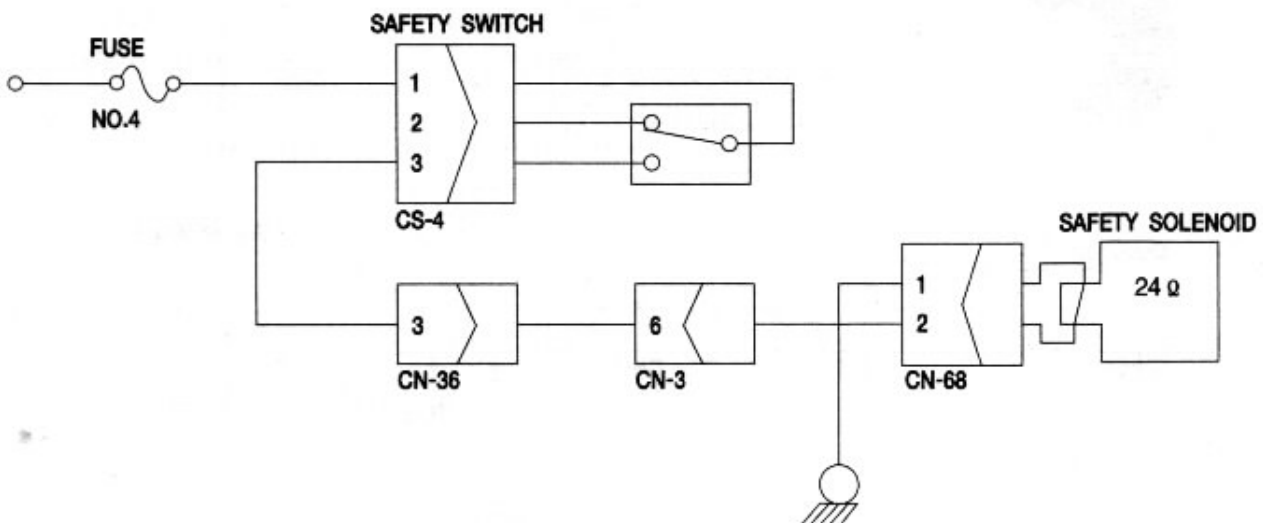 SAFETY SWITCH
FUSE
NO.4
1
2
3
CS-4
SAFETY SOLENOID
24 Ω
1
2
CN-68
3
CN-36
6
CN-3